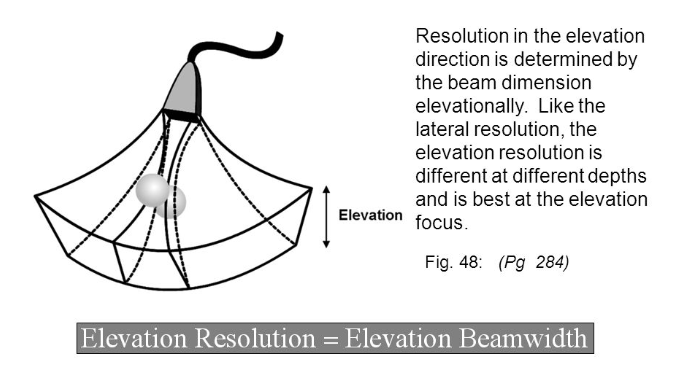 Resolution in the elevation
direction is determined by
the beam dimension
elevationally. Like the
lateral resolution, the
elevation resolution is
different at different depths
and is best at the elevation
focus.
Elevation
Fig. 48: (Pg 284)
Elevation Resolution = Elevation Beamwidth